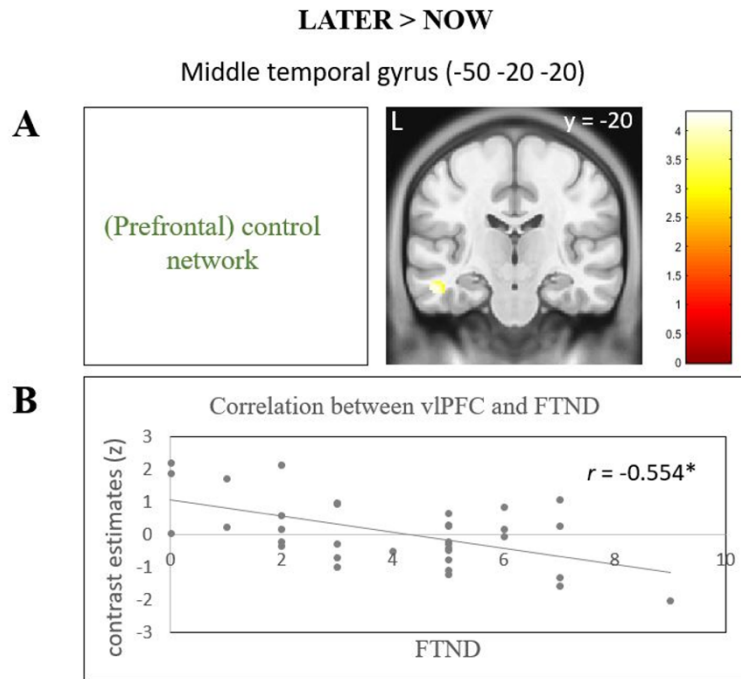 LATER > NOW
Middle temporal gyrus (-50 -20 -20)
A
(Prefrontal) control
network
L
y = -20
4
3.5
3
2.5
2
1.5
1
0.5
0
B
Correlation between vlPFC and FTND
contrast estimates (z)
3
2
1
0
-1
-2
-3
r = -0.554*
0 2 4 6 8 10
FTND